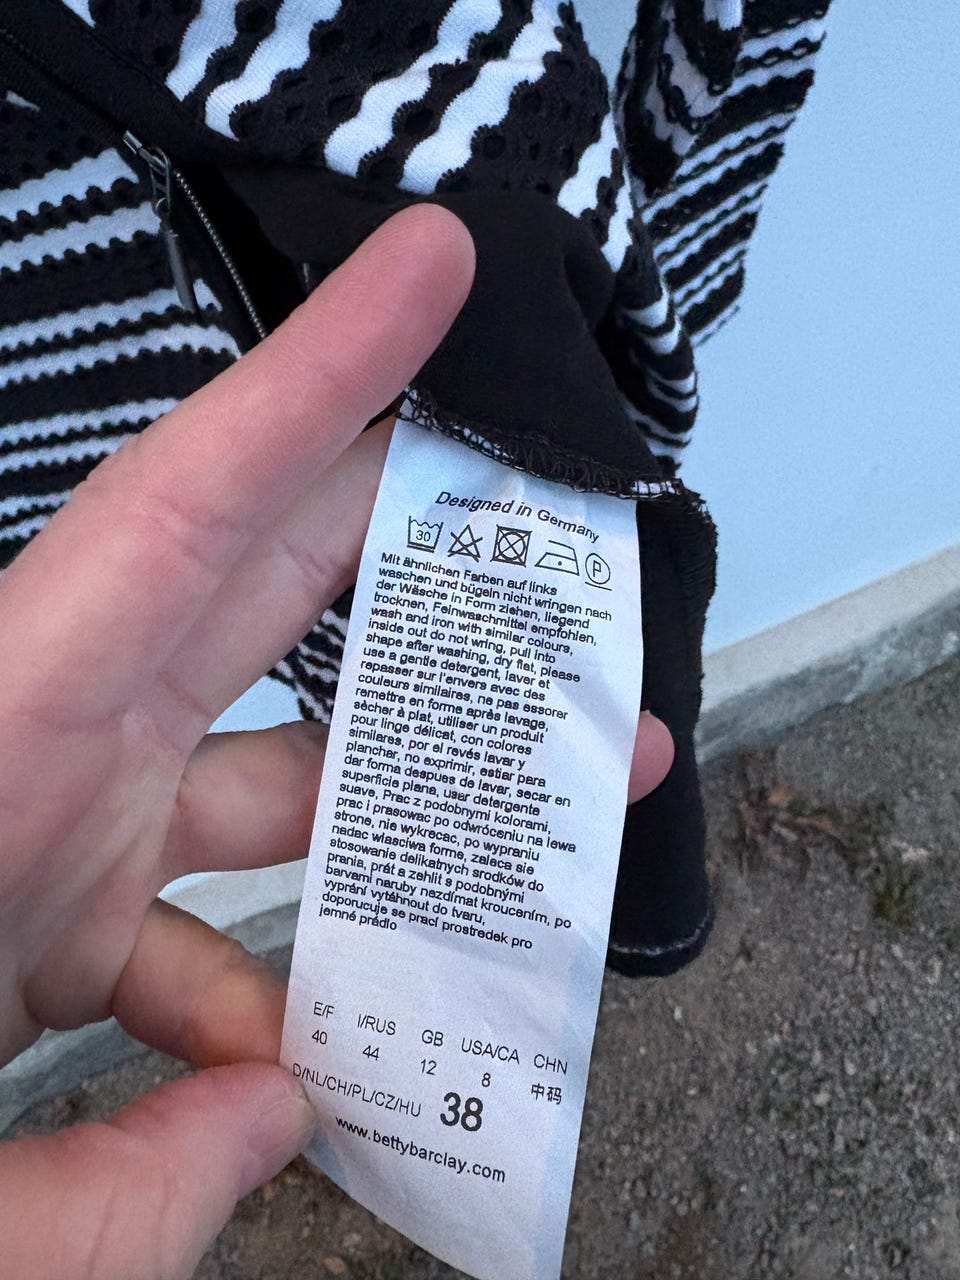 Designed in Germany
30
P
Mit ähnlichen Farben auf links
waschen und bügeln nicht wringen nach
der Wäsche in Form ziehen, liegend
trocknen, Feinwaschmittel empfohlen,
wash and iron with similar colours,
inside out do not wring, pull into
shape after washing, dry flat, please
use a gentle detergent, laver et
repasser sur l'envers avec des
couleurs similaires, ne pas essorer
remettre en forme après lavage,
sècher à plat, utiliser un produit
pour linge délicat, con colores
similares, por el revés lavar y
planchar, no exprimir, estiar para
dar forma despues de lavar, secar en
superficie plana, usar detergente
suave, Prac z podobnymi kolorami,
prac i prasowac po odwróceniu na lewa
strone, nie wykrecac, po wypraniu
nadac wlasciwa forme, zaleca sie
stosowanie delikatnych srodków do
prania, prát a zehlit s podobnými
barvami naruby nezdímat kroucením, po
vyprání vytáhnout do tvaru,
doporucuje se prací prostredek pro
jemné prádlo
E/F I/RUS GB USA/CA CHN
40 44 12 8 中码
D/NL/CH/PL/CZ/HU 38
www.bettybarclay.com